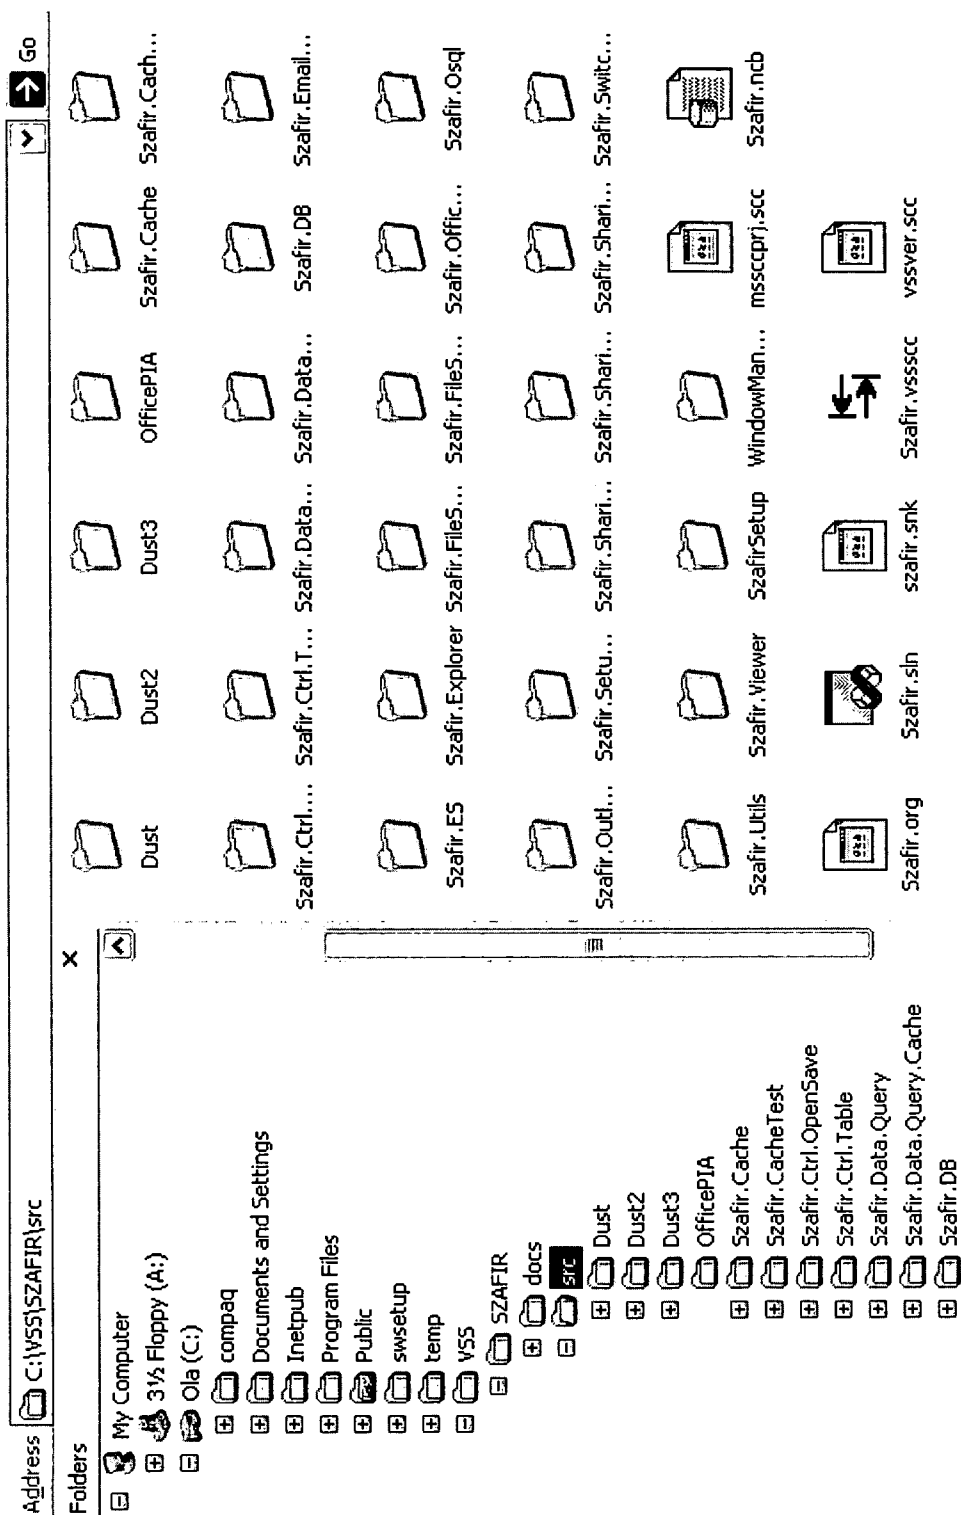 Address C:\VSS\SZAFIR\src Go
Folders
My Computer
3½ Floppy (A:)
Ola (C:)
compaq
Documents and Settings
Inetpub
Program Files
Public
swsetup
temp
VSS
SZAFIR
docs
src
Dust
Dust2
Dust3
OfficePIA
Szafir.Cache
Szafir.CacheTest
Szafir.Ctrl.OpenSave
Szafir.Ctrl.Table
Szafir.Data.Query
Szafir.Data.Query.Cache
Szafir.DB
Dust Dust2 Dust3 OfficePIA Szafir.Cache Szafir.Cach...
Szafir.Ctrl.... Szafir.Ctrl.T... Szafir.Data... Szafir.Data... Szafir.DB Szafir.Email...
Szafir.ES Szafir.Explorer Szafir.FileS... Szafir.FileS... Szafir.Offic... Szafir.Osql
Szafir.Outl... Szafir.Setu... Szafir.Shari... Szafir.Shari... Szafir.Shari... Szafir.Switc...
Szafir.Utils Szafir.Viewer SzafirSetup WindowMan... mssccprj.scc Szafir.ncb
Szafir.org Szafir.sln szafir.snk Szafir.vssscc vssver.scc